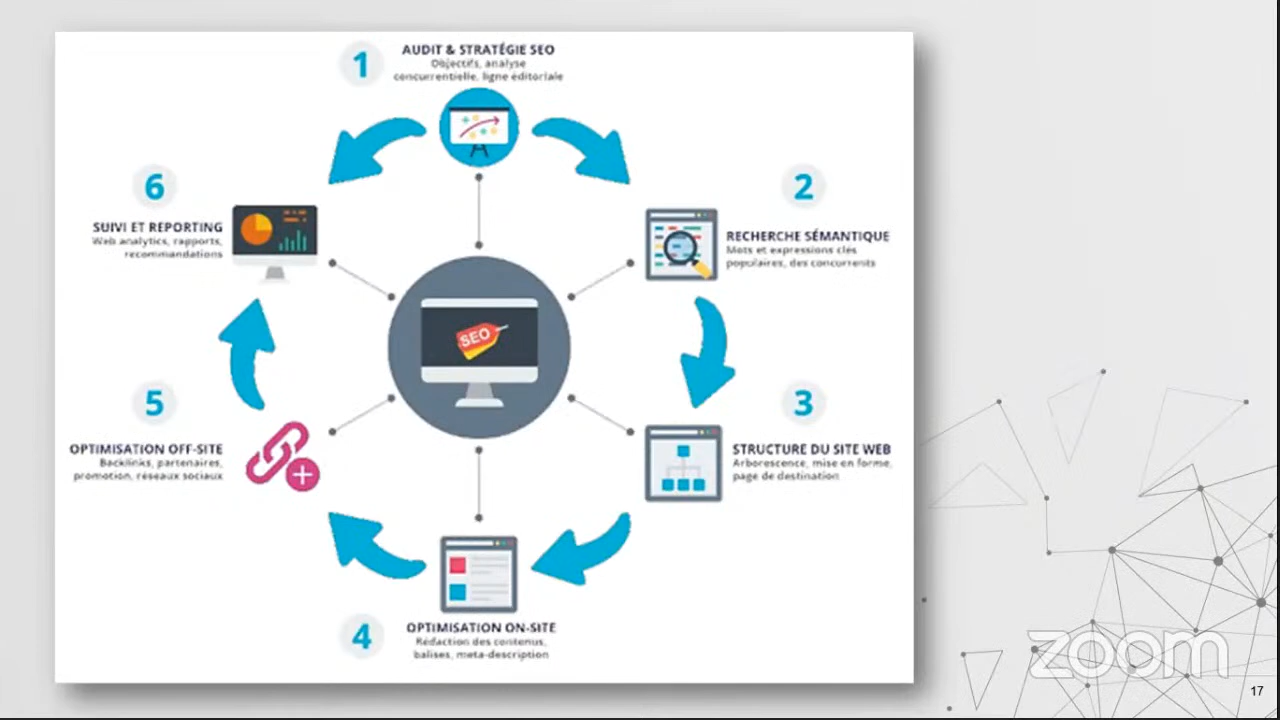 1
AUDIT & STRATÉGIE SEO
Objectifs, analyse
concurrentielle, ligne éditoriale
2
RECHERCHE SÉMANTIQUE
Mots et expressions clés
populaires, des concurrents
3
STRUCTURE DU SITE WEB
Arborescence, mise en forme,
page de destination
4
OPTIMISATION ON-SITE
Rédaction des contenus,
balises, meta-description
5
OPTIMISATION OFF-SITE
Backlinks, partenaires,
promotion, réseaux sociaux
6
SUIVI ET REPORTING
Web analytics, rapports,
recommandations
SEO
zoom
17